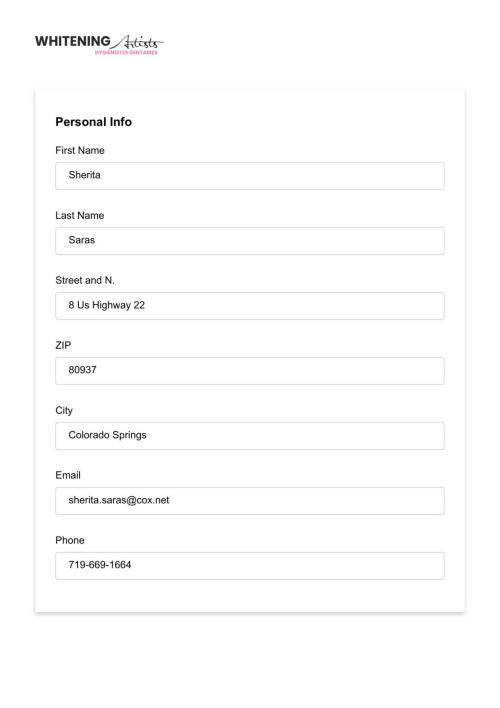 WHITENING Artists
HYGIÉNISTES DENTAIRES
Personal Info
First Name
Sherita
Last Name
Saras
Street and N.
8 Us Highway 22
ZIP
80937
City
Colorado Springs
Email
sherita.saras@cox.net
Phone
719-669-1664